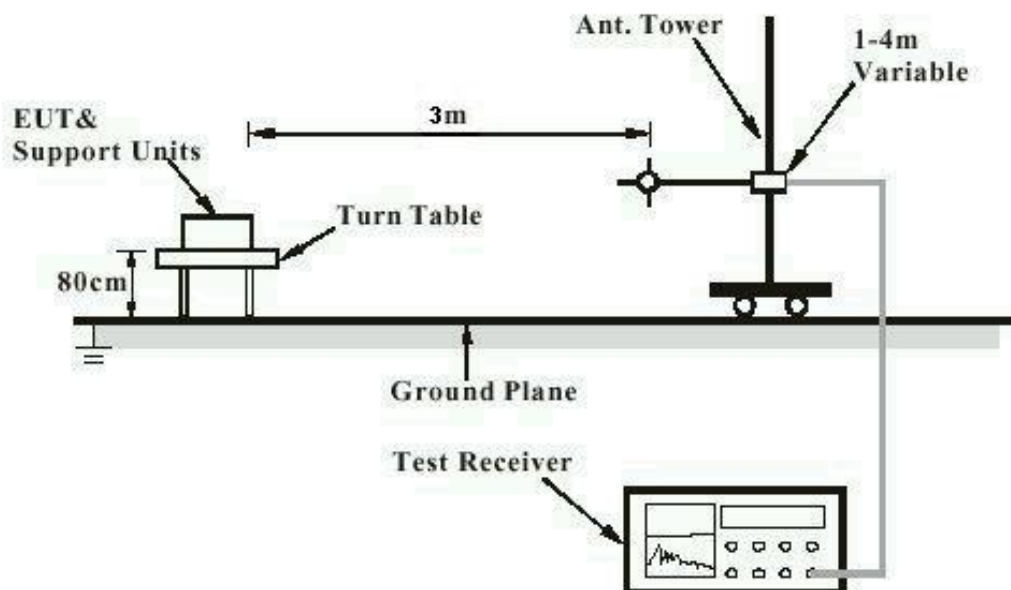 Ant. Tower
1-4m
Variable
3m
EUT&
Support Units
Turn Table
80cm
Ground Plane
Test Receiver